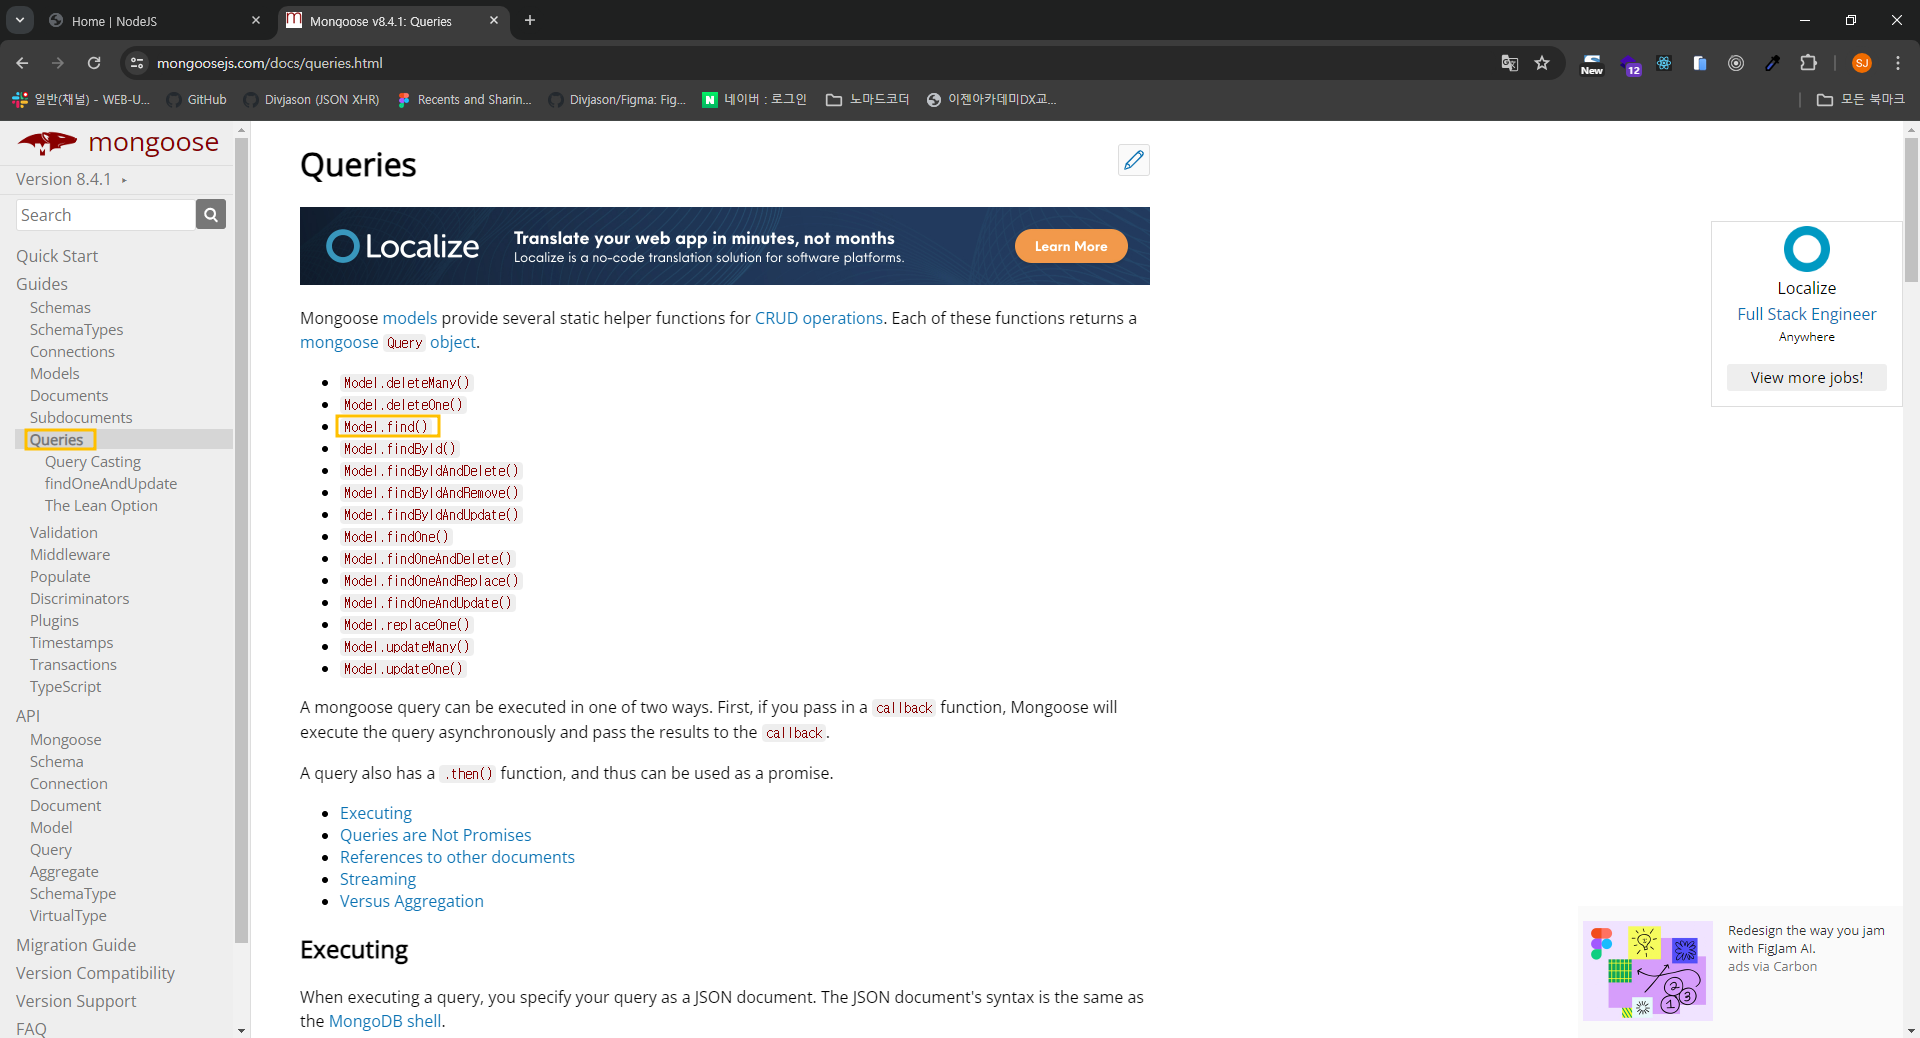 Home | NodeJS
Mongoose v8.4.1: Queries
mongoosejs.com/docs/queries.html
New
12
SJ
일반(채널) - WEB-U...
GitHub
Divjason (JSON XHR)
Recents and Sharin...
Divjason/Figma: Fig...
N
네이버 : 로그인
노마드코더
이젠아카데미DX교...
모든 북마크
mongoose
Version 8.4.1
Search
Quick Start
Guides
Schemas
SchemaTypes
Connections
Models
Documents
Subdocuments
Queries
Query Casting
findOneAndUpdate
The Lean Option
Validation
Middleware
Populate
Discriminators
Plugins
Timestamps
Transactions
TypeScript
API
Mongoose
Schema
Connection
Document
Model
Query
Aggregate
SchemaType
VirtualType
Migration Guide
Version Compatibility
Version Support
FAQ
Queries
Localize
Translate your web app in minutes, not months
Localize is a no-code translation solution for software platforms.
Learn More
Mongoose models provide several static helper functions for CRUD operations. Each of these functions returns a
mongoose Query object.
Model.deleteMany()
Model.deleteOne()
Model.find()
Model.findById()
Model.findByIdAndDelete()
Model.findByIdAndRemove()
Model.findByIdAndUpdate()
Model.findOne()
Model.findOneAndDelete()
Model.findOneAndReplace()
Model.findOneAndUpdate()
Model.replaceOne()
Model.updateMany()
Model.updateOne()
A mongoose query can be executed in one of two ways. First, if you pass in a callback function, Mongoose will
execute the query asynchronously and pass the results to the callback.
A query also has a .then() function, and thus can be used as a promise.
Executing
Queries are Not Promises
References to other documents
Streaming
Versus Aggregation
Executing
When executing a query, you specify your query as a JSON document. The JSON document's syntax is the same as
the MongoDB shell.
Localize
Full Stack Engineer
Anywhere
View more jobs!
Redesign the way you jam
with FigJam AI.
ads via Carbon
1
2
3